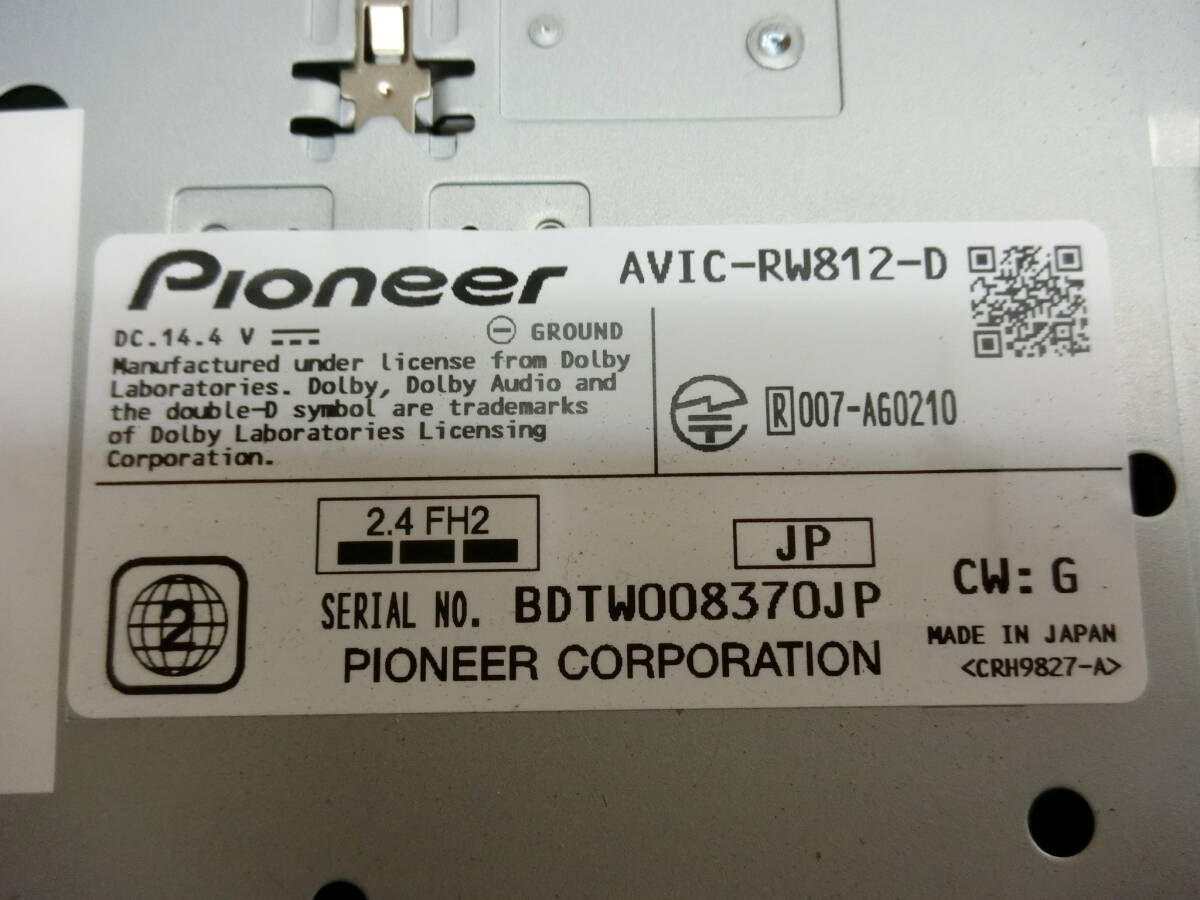 Pioneer
AVIC-RW812-D
DC.14.4 V
GROUND
Manufactured under license from Dolby
Laboratories. Dolby, Dolby Audio and
the double-D symbol are trademarks
of Dolby Laboratories Licensing
Corporation.
R 007-AG0210
2.4 FH2
JP
2
SERIAL NO. BDTW008370JP
CW: G
PIONEER CORPORATION
MADE IN JAPAN
<CRH9827-A>